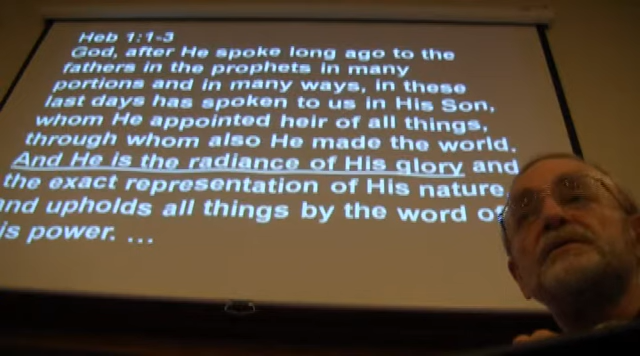 Heb 1:1-3
God, after He spoke long ago to the
fathers in the prophets in many
portions and in many ways, in these
last days has spoken to us in His Son,
whom He appointed heir of all things,
through whom also He made the world.
And He is the radiance of His glory and
the exact representation of His nature
and upholds all things by the word of
is power. ...